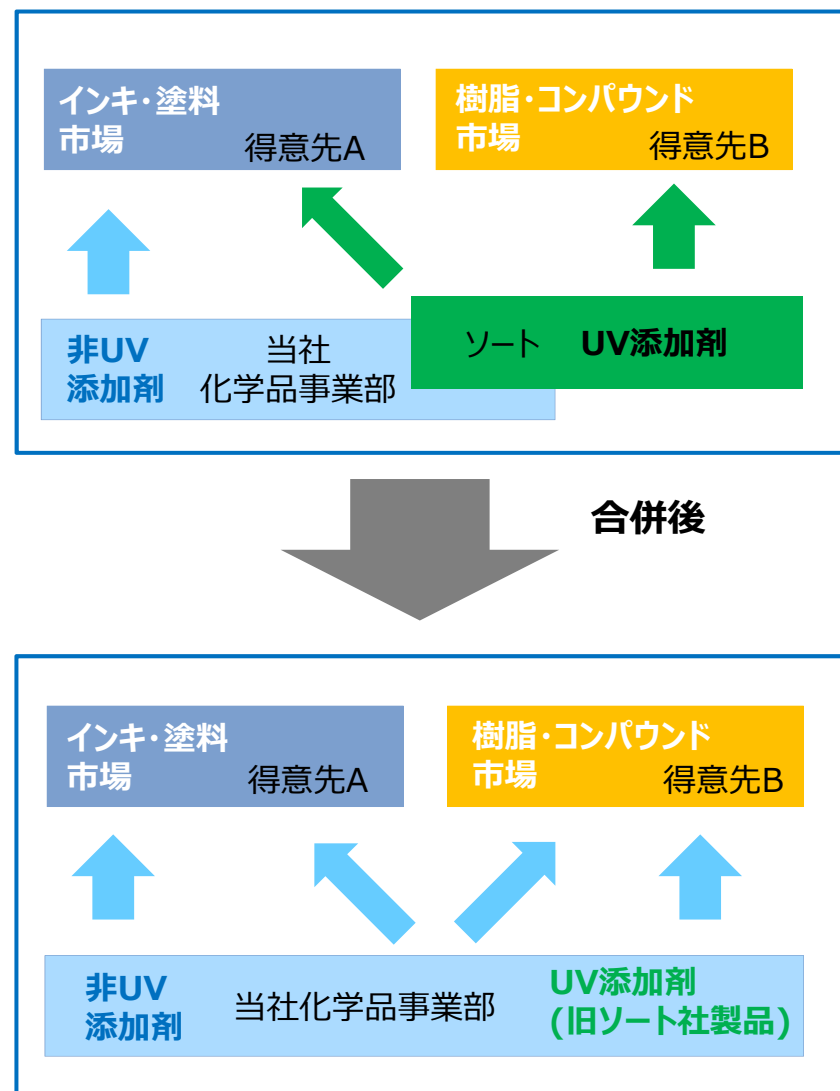 インキ・塗料
市場
得意先A
樹脂・コンパウンド
市場
得意先B
非UV
添加剤
当社
化学品事業部
ソート
UV添加剤
合併後
インキ・塗料
市場
得意先A
樹脂・コンパウンド
市場
得意先B
非UV
添加剤
当社化学品事業部
UV添加剤
(旧ソート社製品)